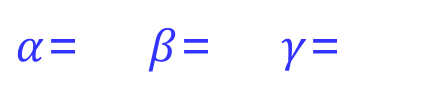 α= β= γ=